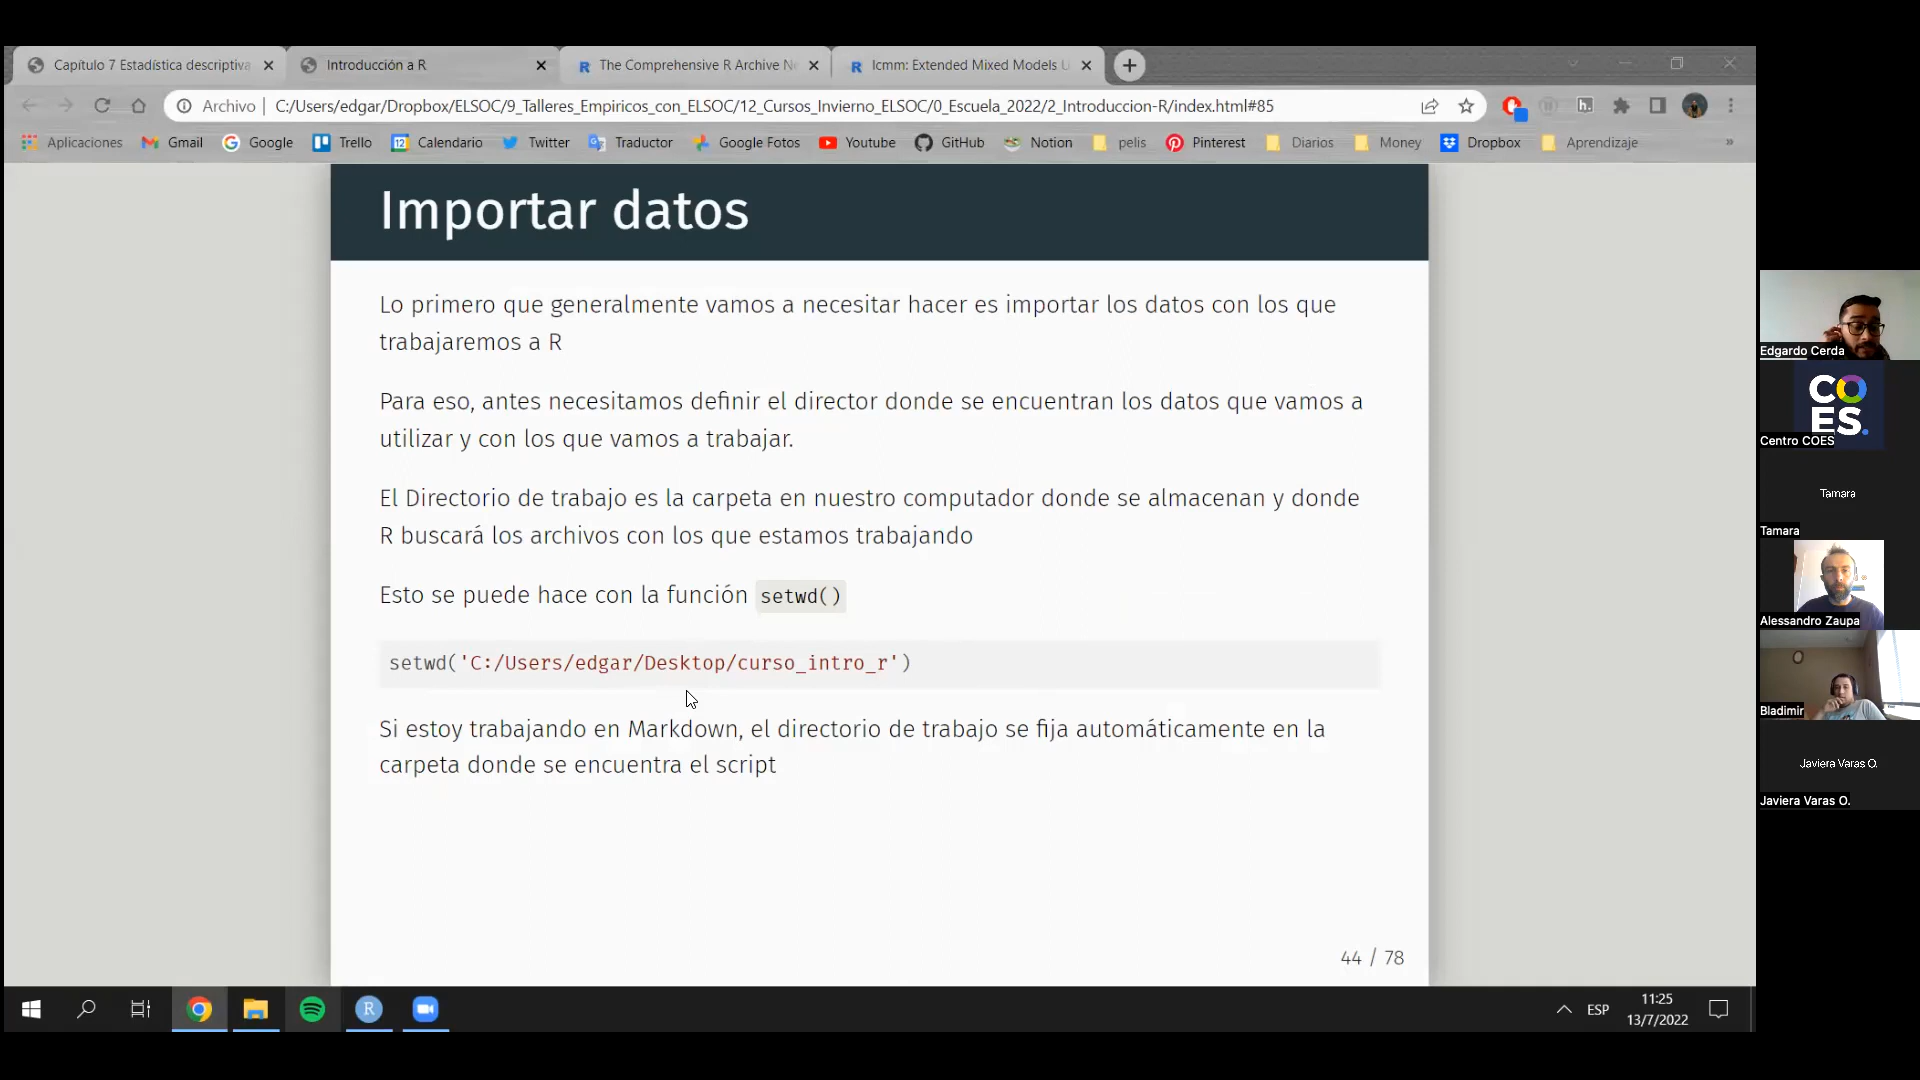 Capítulo 7 Estadística descriptiva
Introducción a R
The Comprehensive R Archive Ne
lcmm: Extended Mixed Models U
Archivo
C:/Users/edgar/Dropbox/ELSOC/9_Talleres_Empiricos_con_ELSOC/12_Cursos_Invierno_ELSOC/0_Escuela_2022/2_Introduccion-R/index.html#85
Aplicaciones
Gmail
Google
Trello
12
Calendario
Twitter
Traductor
Google Fotos
Youtube
GitHub
Notion
pelis
Pinterest
Diarios
Money
Dropbox
Aprendizaje
»
Importar datos
Lo primero que generalmente vamos a necesitar hacer es importar los datos con los que
trabajaremos a R
Para eso, antes necesitamos definir el director donde se encuentran los datos que vamos a
utilizar y con los que vamos a trabajar.
El Directorio de trabajo es la carpeta en nuestro computador donde se almacenan y donde
R buscará los archivos con los que estamos trabajando
Esto se puede hace con la función setwd()
setwd('C:/Users/edgar/Desktop/curso_intro_r')
Si estoy trabajando en Markdown, el directorio de trabajo se fija automáticamente en la
carpeta donde se encuentra el script
44 / 78
Edgardo Cerda
CO
ES.
Centro COES
Tamara
Tamara
Alessandro Zaupa
Bladimir
Javiera Varas O.
Javiera Varas O.
ESP
11:25
13/7/2022